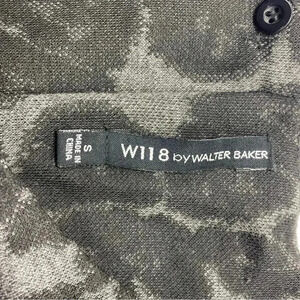 W118 by WALTER BAKER
S
MADE IN
CHINA